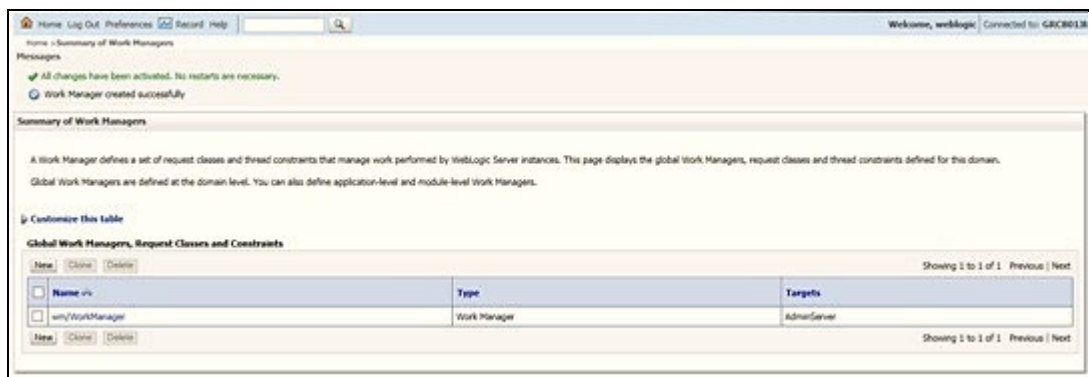 Home Log Out Preferences Record Help
Welcome, weblogic Connected to: GRC8013
Home >Summary of Work Managers
Messages
All changes have been activated. No restarts are necessary.
Work Manager created successfully
Summary of Work Managers
A Work Manager defines a set of request classes and thread constraints that manage work performed by WebLogic Server instances. This page displays the global Work Managers, request classes and thread constraints defined for this domain.
Global Work Managers are defined at the domain level. You can also define application-level and module-level Work Managers.
Customize this table
Global Work Managers, Request Classes and Constraints
New Clone Delete Showing 1 to 1 of 1 Previous | Next
Name Type Targets
wm/WorkManager Work Manager AdminServer
New Clone Delete Showing 1 to 1 of 1 Previous | Next